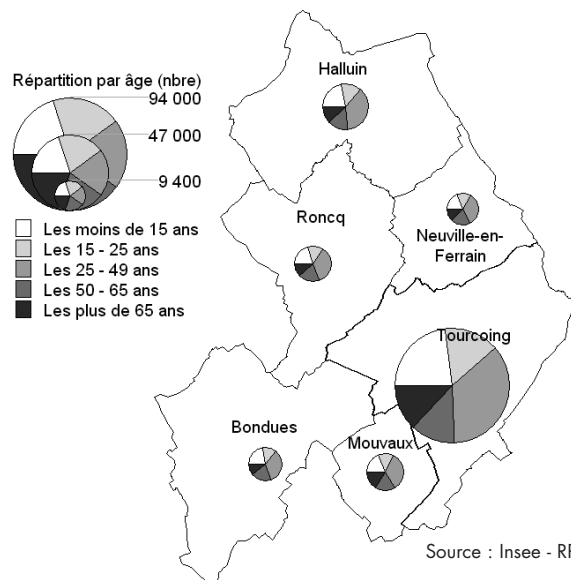 Répartition par âge (nbre)
94 000
47 000
9 400
Les moins de 15 ans
Les 15 - 25 ans
Les 25 - 49 ans
Les 50 - 65 ans
Les plus de 65 ans
Halluin
Roncq
Neuville-en-
Ferrain
Tourcoing
Bondues
Mouvaux
Source : Insee - RP